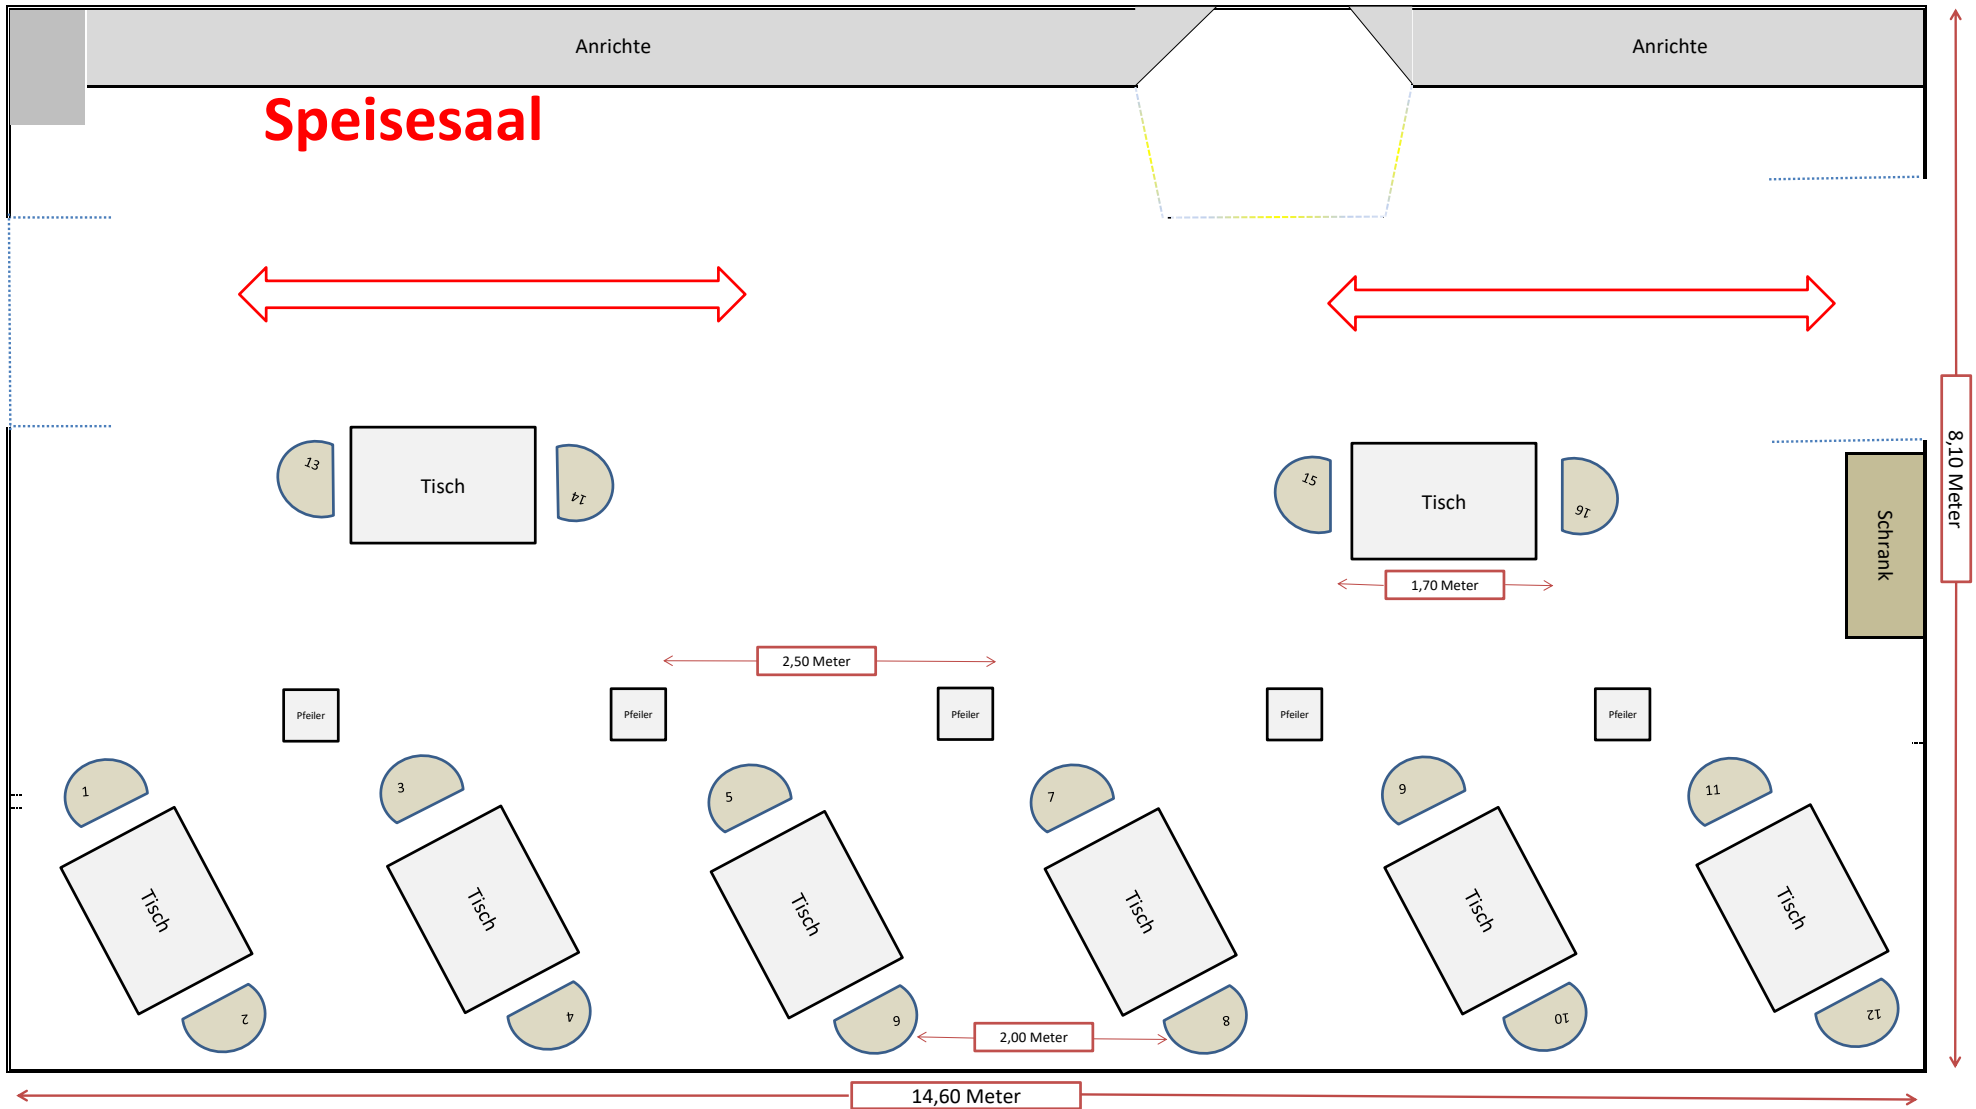 Anrichte
Anrichte
Speisesaal
13
Tisch
14
15
Tisch
16
1,70 Meter
Schrank
8,10 Meter
2,50 Meter
Pfeiler
Pfeiler
Pfeiler
Pfeiler
Pfeiler
1
3
5
7
9
11
Tisch
Tisch
Tisch
Tisch
Tisch
Tisch
2
4
6
8
10
12
2,00 Meter
14,60 Meter